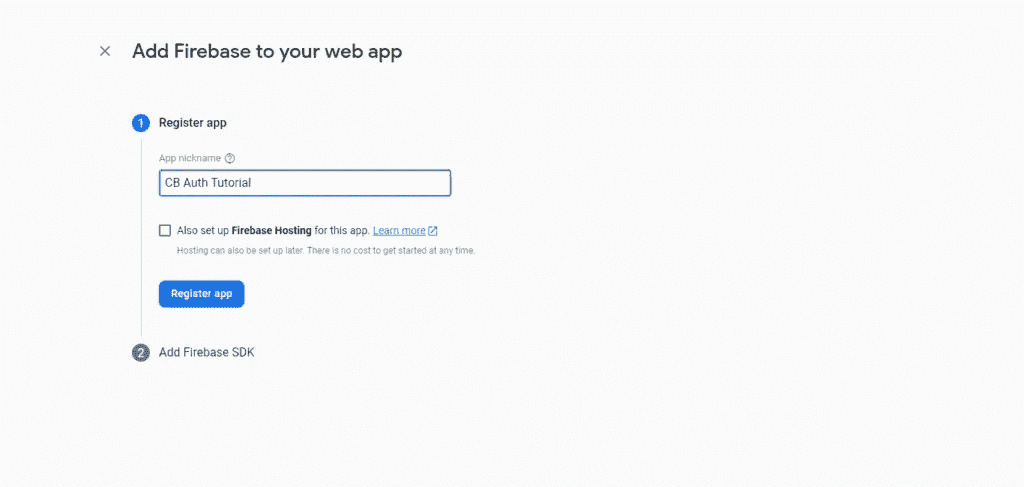 Add Firebase to your web app
1 Register app
App nickname
CB Auth Tutorial
Also set up Firebase Hosting for this app. Learn more
Hosting can also be set up later. There is no cost to get started at any time.
Register app
2 Add Firebase SDK